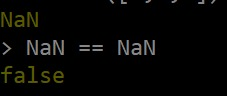 NaN
> NaN == NaN
false